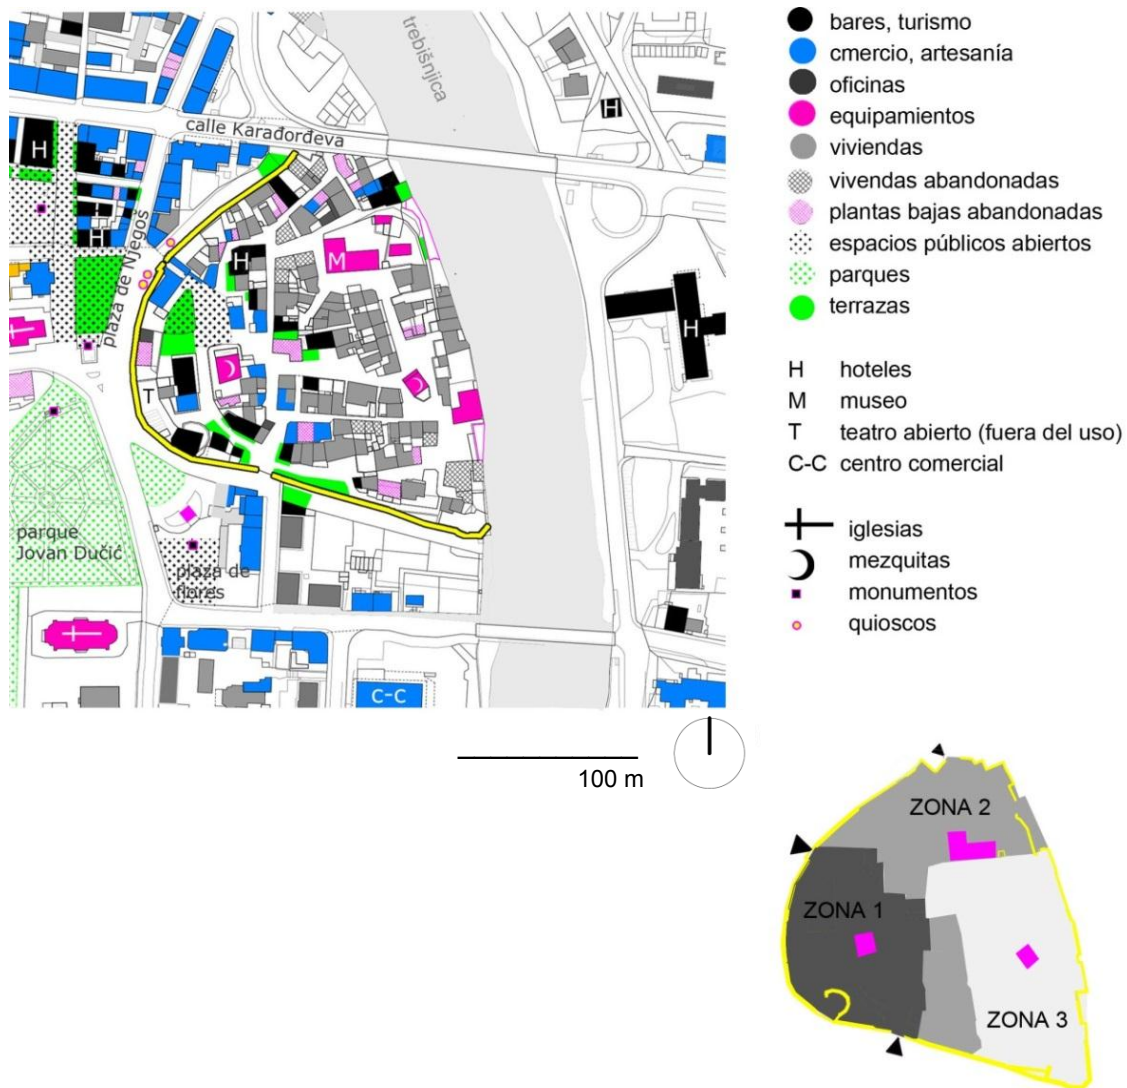 trebišnjica
calle Karađorđeva
H
H
H
H
H
H
M
plaza de Njegoš
T
parque
Jovan Dučić
plaza de
flores
C-C
100 m
bares, turismo
cmercio, artesanía
oficinas
equipamientos
viviendas
vivendas abandonadas
plantas bajas abandonadas
espacios públicos abiertos
parques
terrazas
H hoteles
M museo
T teatro abierto (fuera del uso)
C-C centro comercial
iglesias
mezquitas
monumentos
quioscos
ZONA 2
ZONA 1
ZONA 3